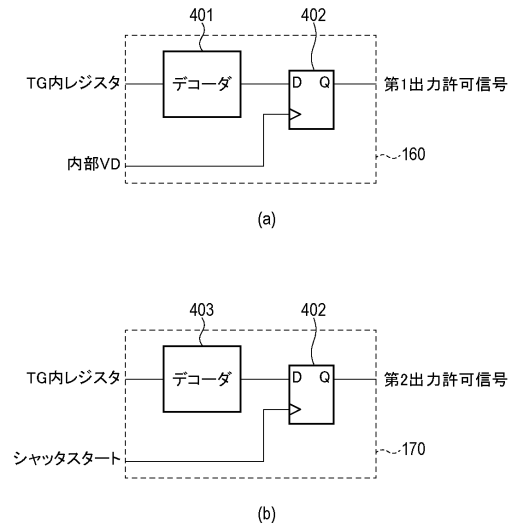 401
402
TG内レジスタ
デコーダ
D Q
第1出力許可信号
内部VD
160
(a)
403
402
TG内レジスタ
デコーダ
D Q
第2出力許可信号
シャッタスタート
170
(b)